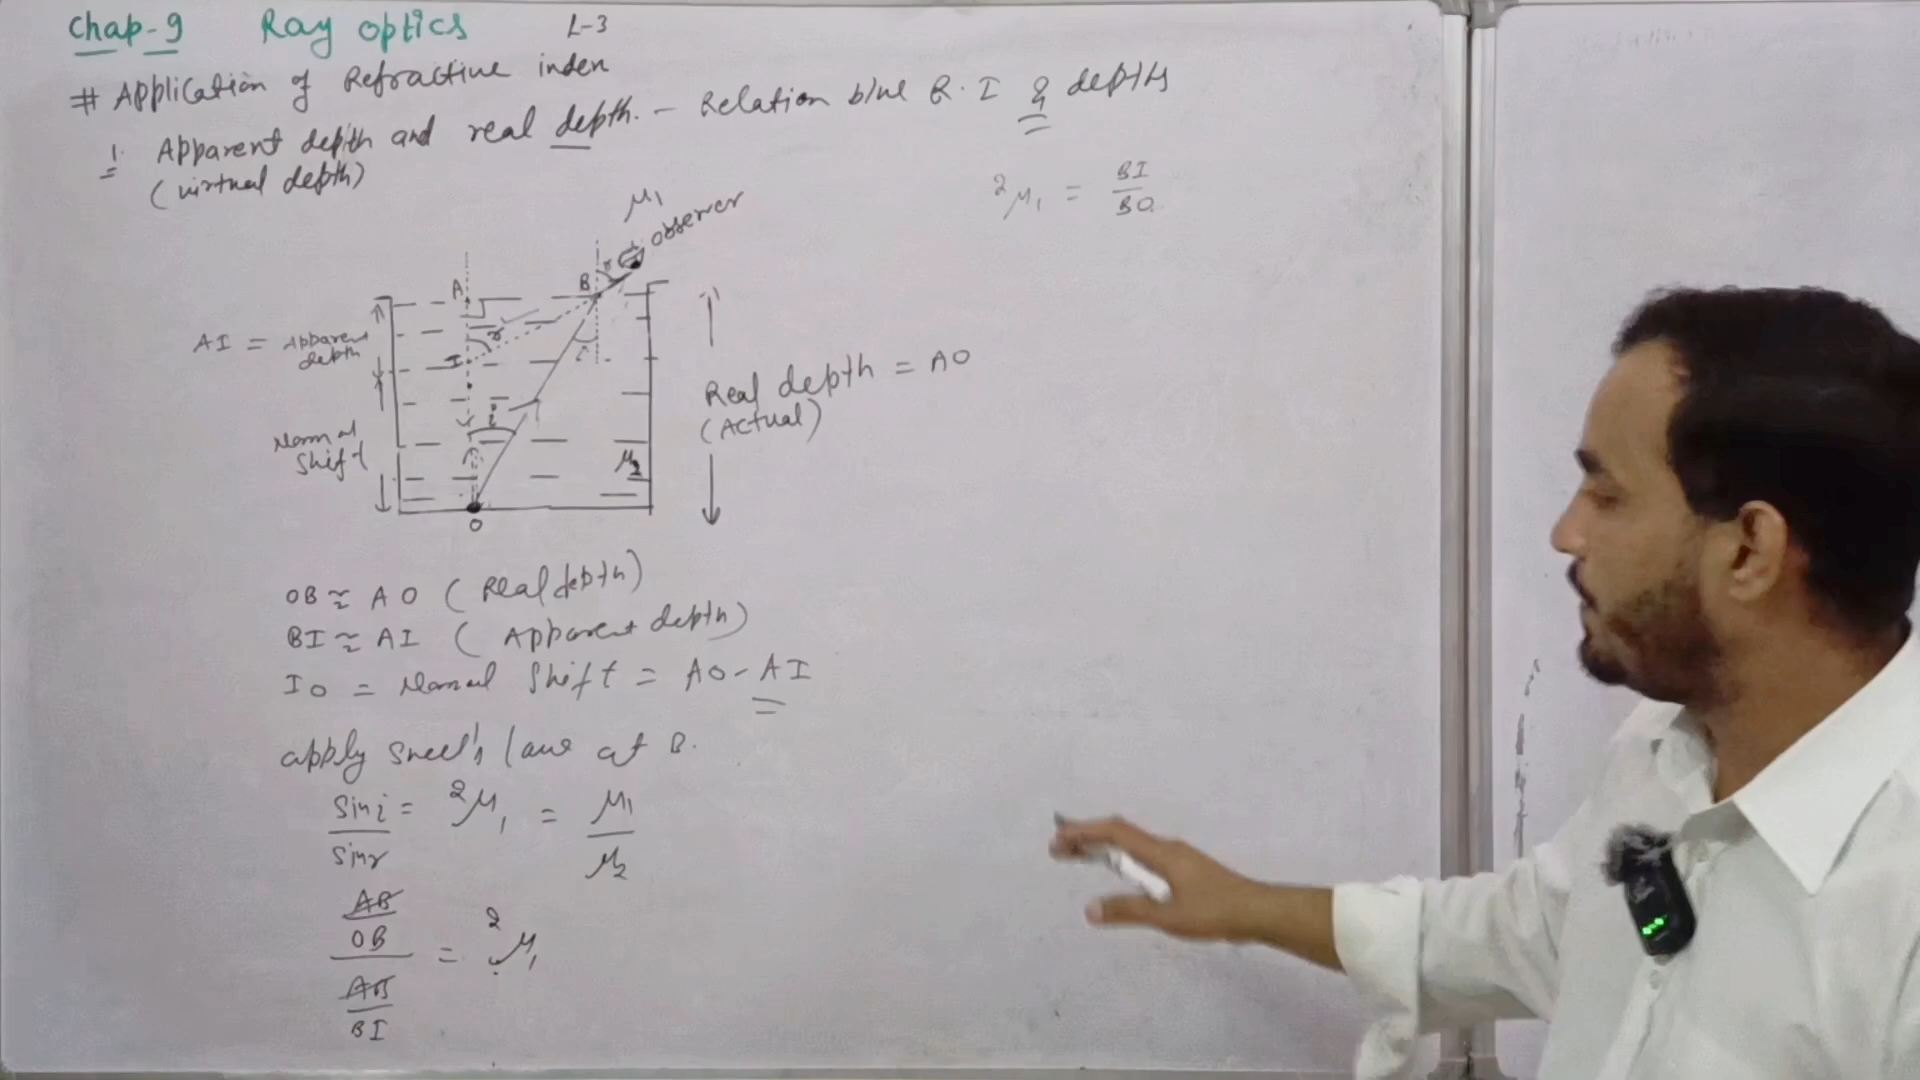 Chap-9 Ray optics L-3
# Application of Refractive inden
1. Apparent depth and real depth. - Relation b/w R.I & depths
(virtual depth)
²μ₁ = BI / BO
μ₁
observer
A B r
AI = Apparent depth
r
I i
Real depth = AO
(Actual)
i
Normal Shift
μ₂
O
OB ≈ AO (Real depth)
BI ≈ AI (Apparent depth)
IO = Normal Shift = AO - AI
apply snell's law at B.
Sin i / Sin r = ²μ₁ = μ₁ / μ₂
AB / OB
= ²μ₁
AB / BI